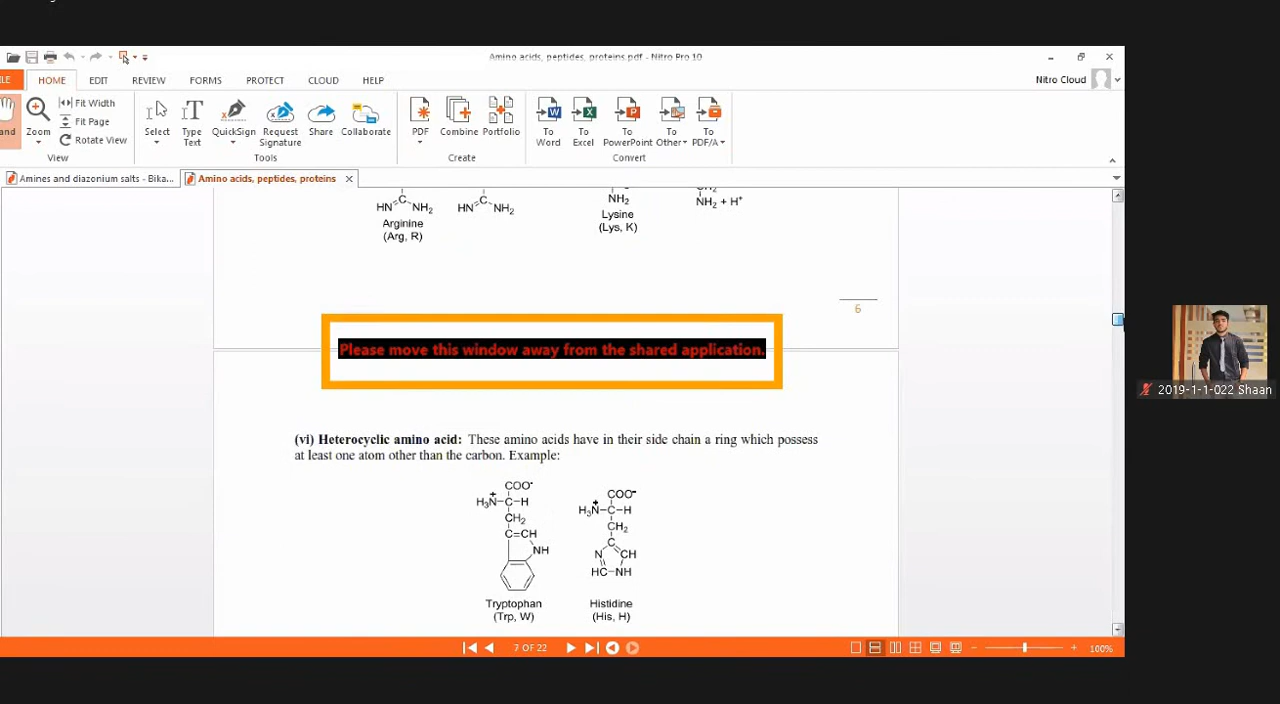 Amino acids, peptides, proteins.pdf - Nitro Pro 10
HOME EDIT REVIEW FORMS PROTECT CLOUD HELP
Nitro Cloud
Zoom
Fit Width
Fit Page
Rotate View
View
Select
Type Text
QuickSign
Request Signature
Share
Collaborate
Tools
PDF
Combine
Portfolio
Create
To Word
To Excel
To PowerPoint
To Other
To PDF/A
Convert
Amines and diazonium salts - Bika...
Amino acids, peptides, proteins
HN C NH2
HN C NH2
NH2
NH2 + H+
Arginine
(Arg, R)
Lysine
(Lys, K)
6
Please move this window away from the shared application.
(vi) Heterocyclic amino acid: These amino acids have in their side chain a ring which possess
at least one atom other than the carbon. Example:
COO-
H3N-C-H
CH2
C=CH
NH
Tryptophan
(Trp, W)
COO-
H3N-C-H
CH2
C
N CH
HC-NH
Histidine
(His, H)
7 OF 22
100%
2019-1-1-022 Shaan